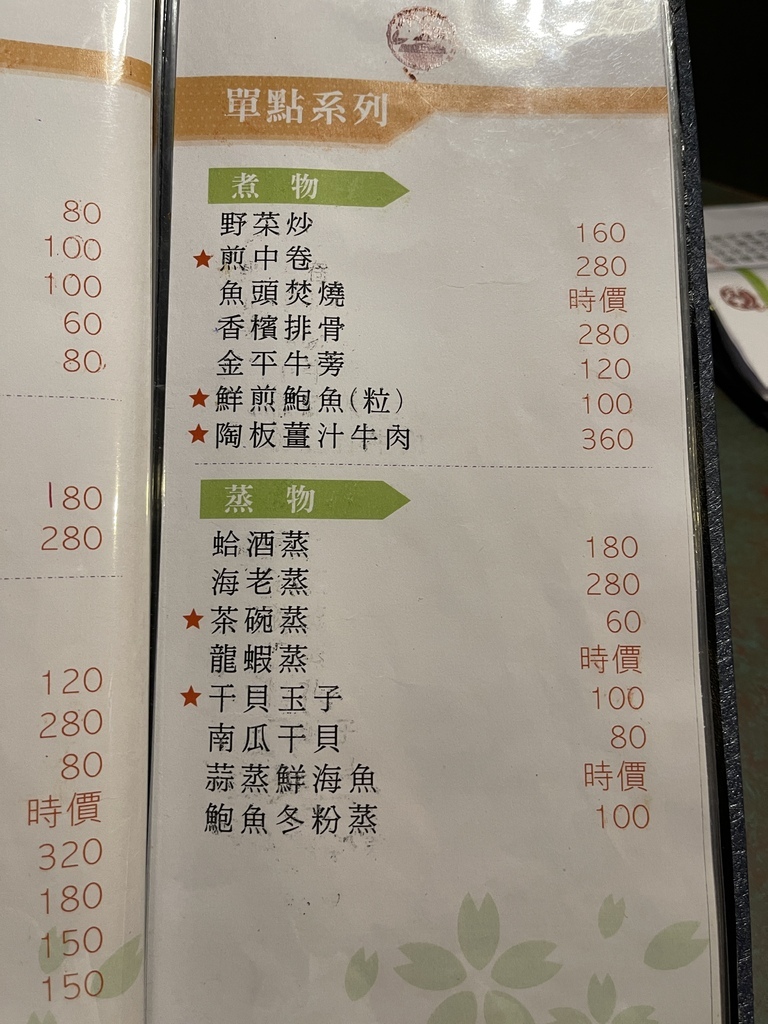 80
100
100
60
80
180
280
120
280
80
時價
320
180
150
150
單點系列
煮物
野菜炒 160
★煎中卷 280
魚頭焚燒 時價
香檳排骨 280
金平牛蒡 120
★鮮煎鮑魚(粒) 100
★陶板薑汁牛肉 360
蒸物
蛤酒蒸 180
海老蒸 280
★茶碗蒸 60
龍蝦蒸 時價
★干貝玉子 100
南瓜干貝 80
蒜蒸鮮海魚 時價
鮑魚冬粉蒸 100